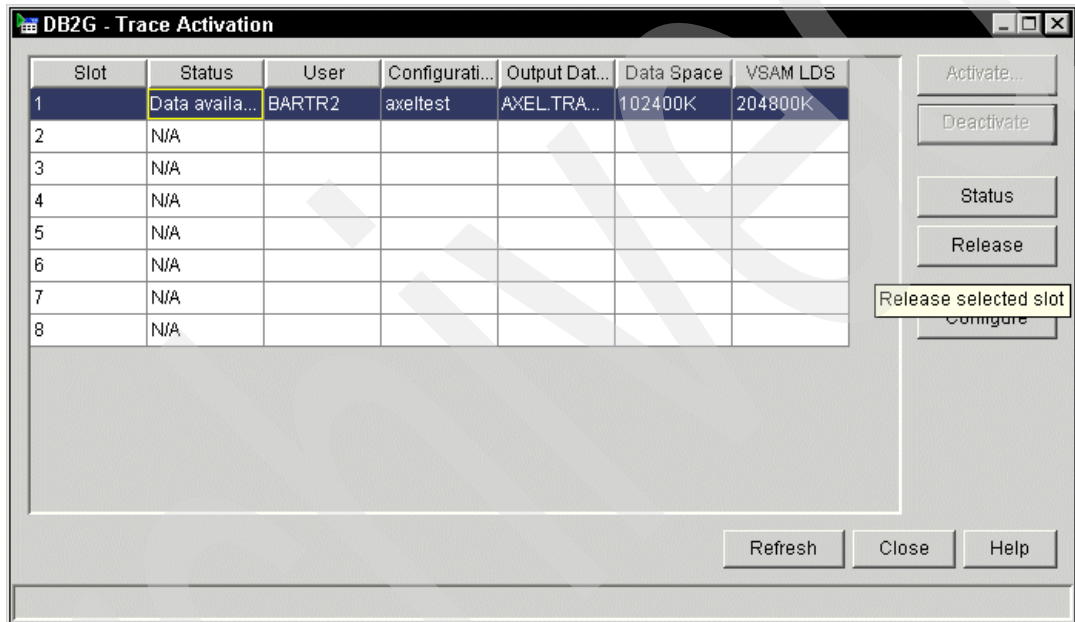 DB2G - Trace Activation
Slot Status User Configurati... Output Dat... Data Space VSAM LDS
1 Data availa... BARTR2 axeltest AXEL.TRA... 102400K 204800K
2 N/A
3 N/A
4 N/A
5 N/A
6 N/A
7 N/A
8 N/A
Activate...
Deactivate
Status
Release
Release selected slot
Configure
Refresh Close Help